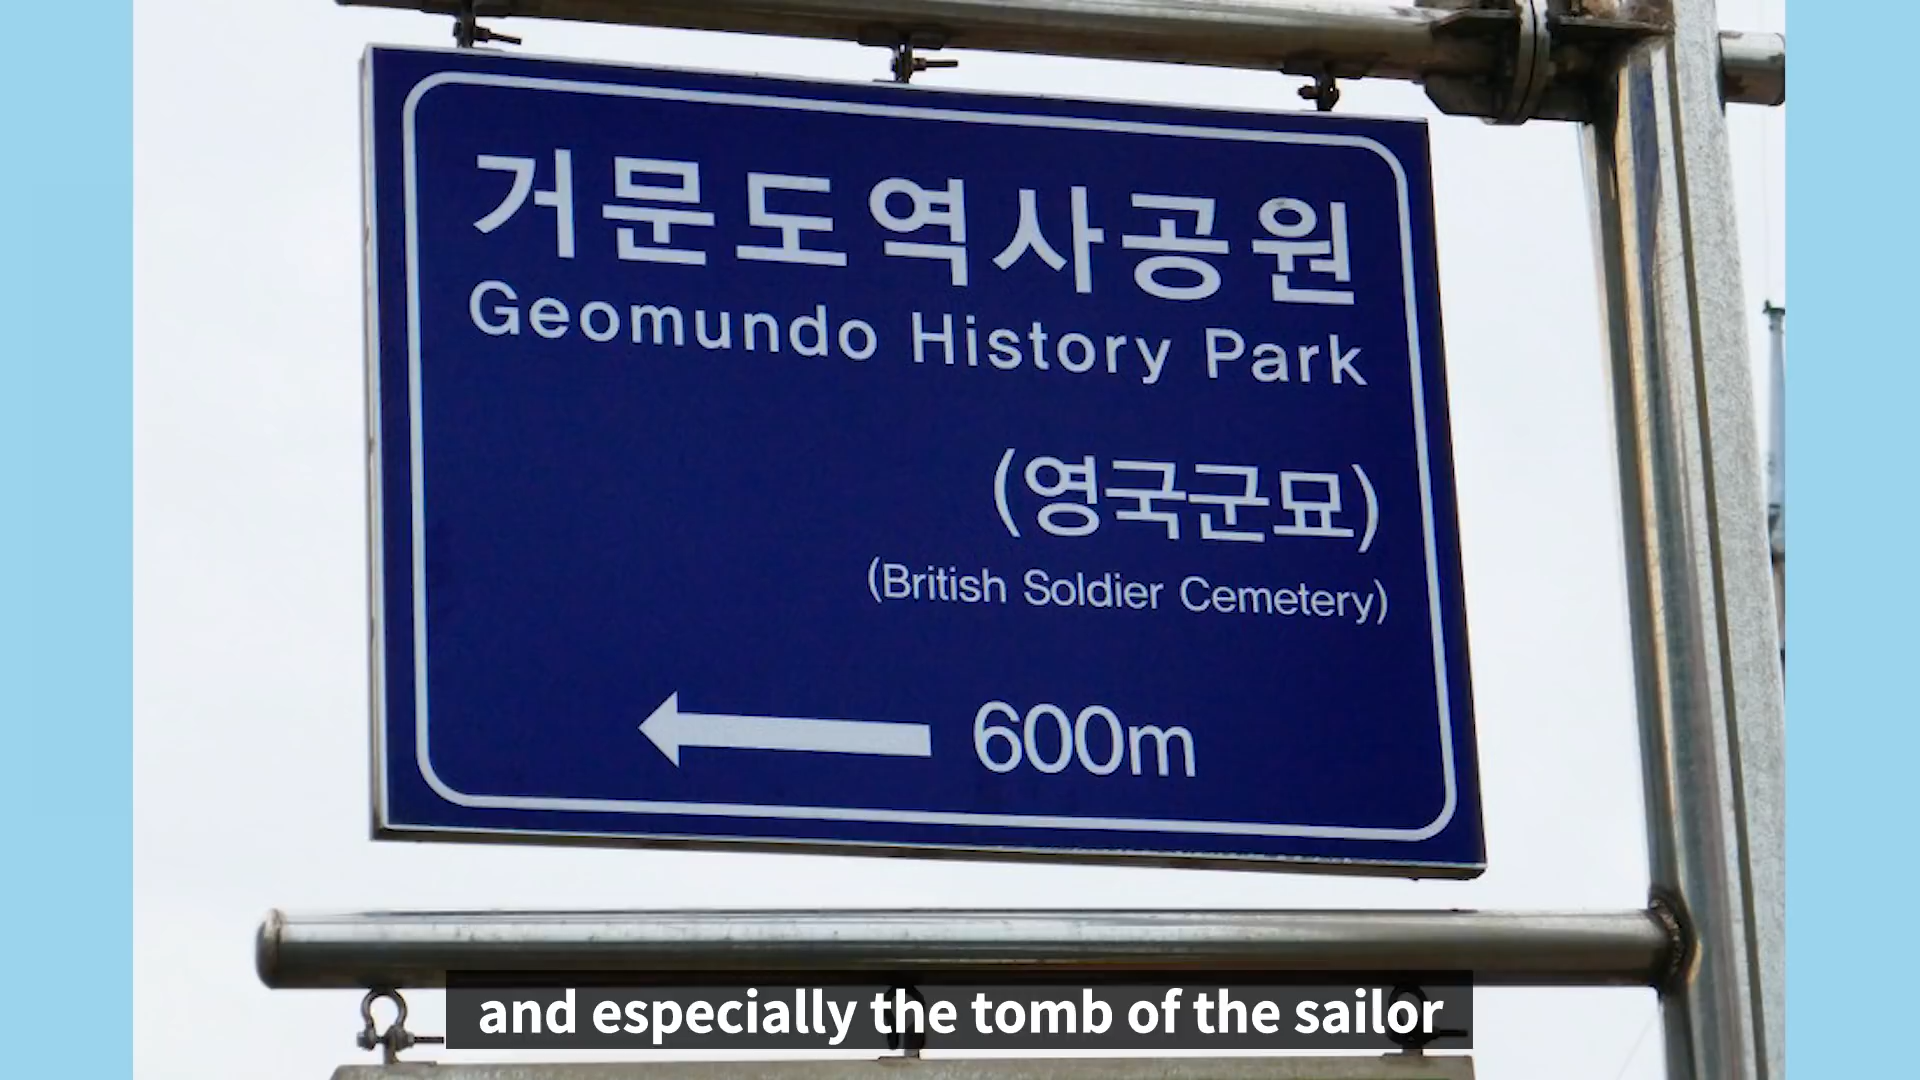 거문도역사공원
Geomundo History Park
(영국군묘)
(British Soldier Cemetery)
600m
and especially the tomb of the sailor